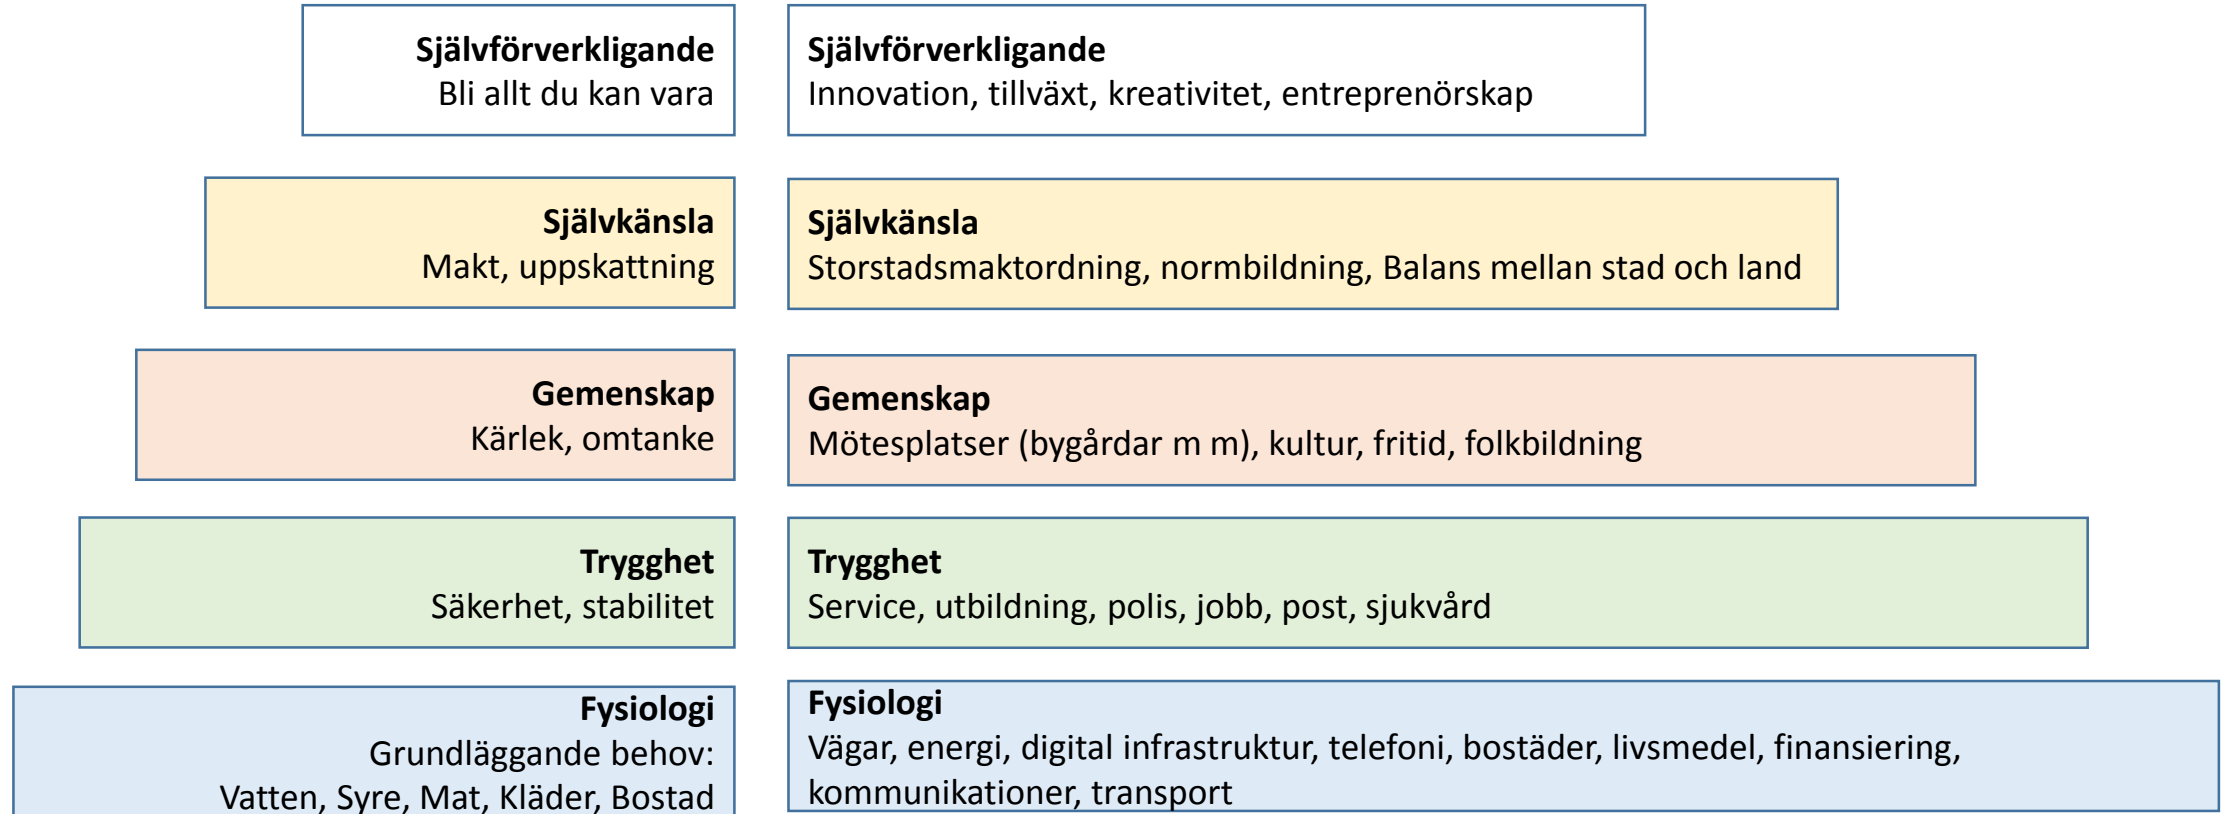 Självförverkligande
Bli allt du kan vara
Självförverkligande
Innovation, tillväxt, kreativitet, entreprenörskap
Självkänsla
Makt, uppskattning
Självkänsla
Storstadsmaktordning, normbildning, Balans mellan stad och land
Gemenskap
Kärlek, omtanke
Gemenskap
Mötesplatser (bygårdar m m), kultur, fritid, folkbildning
Trygghet
Säkerhet, stabilitet
Trygghet
Service, utbildning, polis, jobb, post, sjukvård
Fysiologi
Grundläggande behov:
Vatten, Syre, Mat, Kläder, Bostad
Fysiologi
Vägar, energi, digital infrastruktur, telefoni, bostäder, livsmedel, finansiering,
kommunikationer, transport